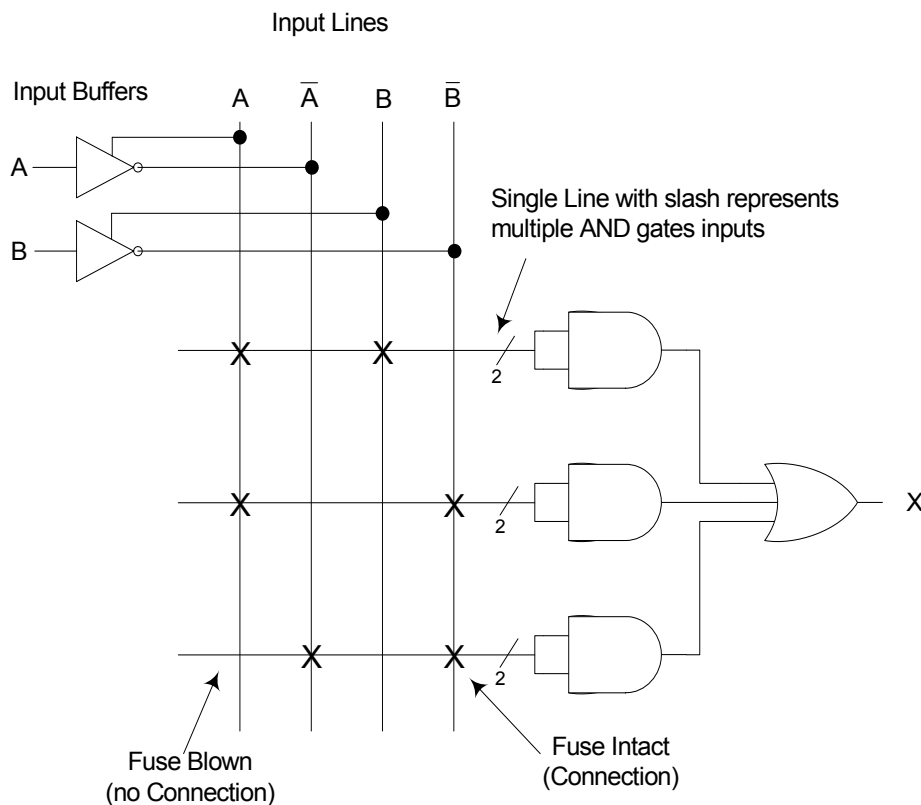 Input Lines
Input Buffers
A A̅ B B̅
A
B
Single Line with slash represents
multiple AND gates inputs
X X
2
X X
2
X
X X
2
Fuse Blown
(no Connection)
Fuse Intact
(Connection)